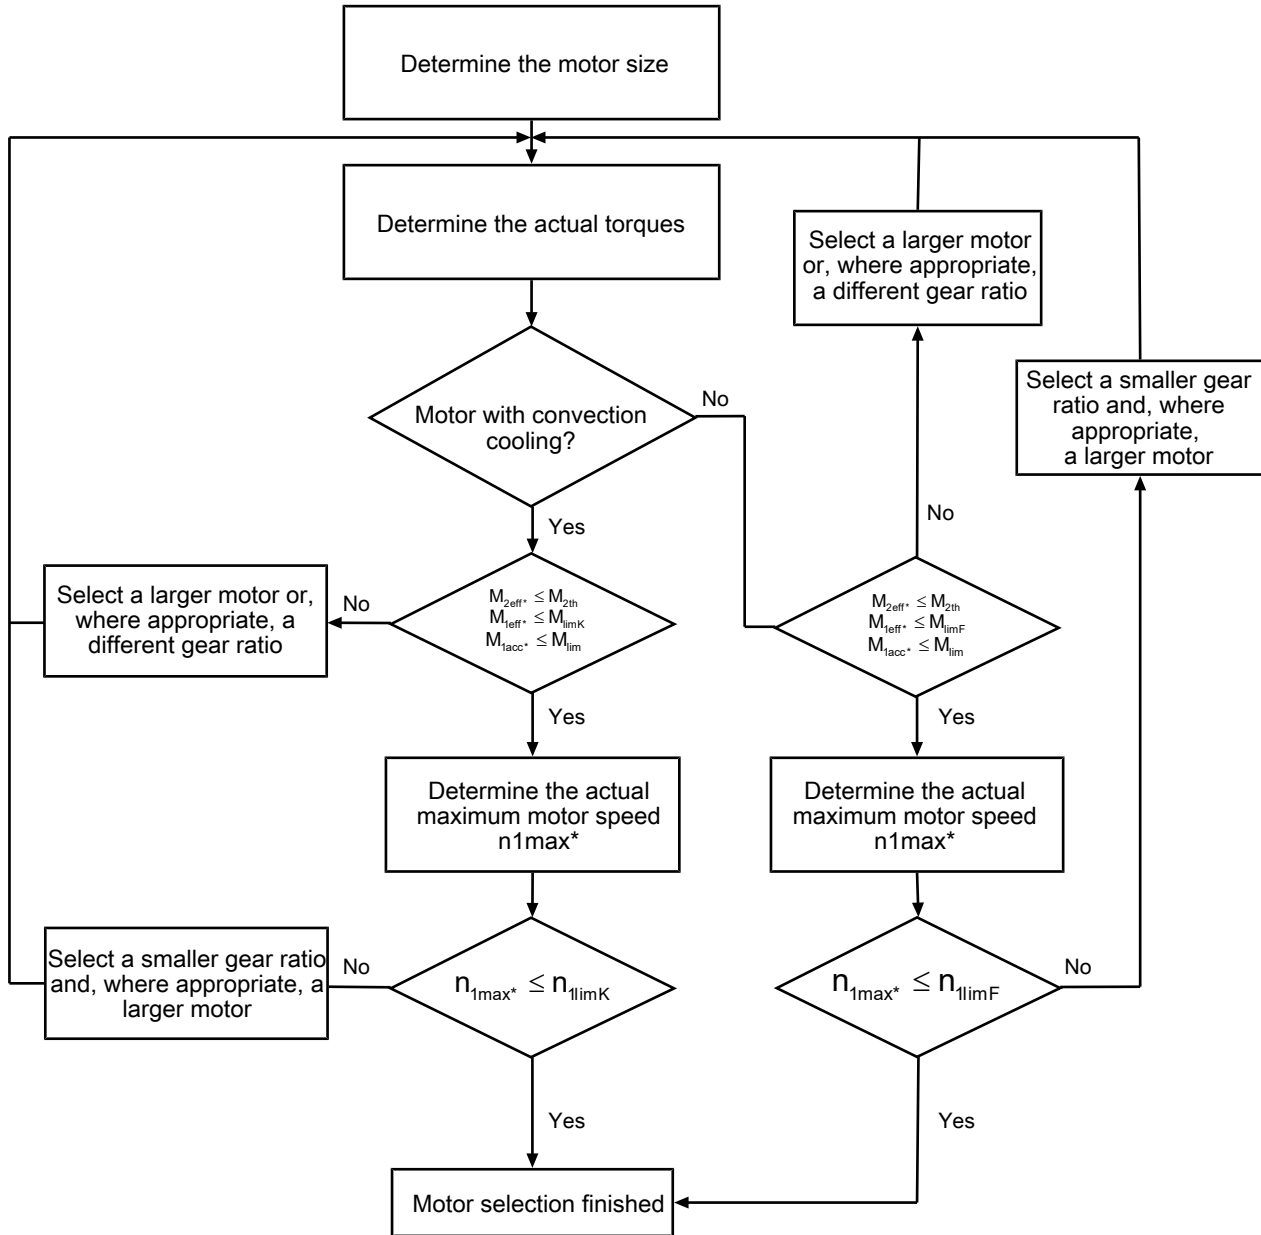 Determine the motor size
Determine the actual torques
Select a larger motor
or, where appropriate,
a different gear ratio
Select a smaller gear
ratio and, where
appropriate,
a larger motor
Motor with convection
cooling?
No
Yes
No
Select a larger motor or,
where appropriate, a
different gear ratio
No
M2eff* ≤ M2th
M1eff* ≤ MlimK
M1acc* ≤ Mlim
M2eff* ≤ M2th
M1eff* ≤ MlimF
M1acc* ≤ Mlim
Yes
Yes
Determine the actual
maximum motor speed
n1max*
Determine the actual
maximum motor speed
n1max*
Select a smaller gear ratio
and, where appropriate, a
larger motor
No
n1max* ≤ n1limK
n1max* ≤ n1limF
No
Yes
Yes
Motor selection finished